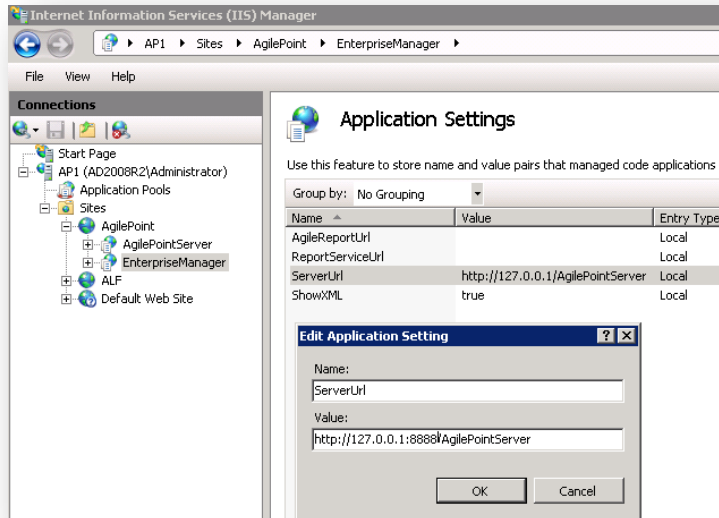 Internet Information Services (IIS) Manager
AP1 Sites AgilePoint EnterpriseManager
File View Help
Connections
Start Page
AP1 (AD2008R2\Administrator)
Application Pools
Sites
AgilePoint
AgilePointServer
EnterpriseManager
ALF
Default Web Site
Application Settings
Use this feature to store name and value pairs that managed code applications
Group by: No Grouping
Name Value Entry Type
AgileReportUrl Local
ReportServiceUrl Local
ServerUrl http://127.0.0.1/AgilePointServer Local
ShowXML true Local
Edit Application Setting
Name:
ServerUrl
Value:
http://127.0.0.1:8888/AgilePointServer
OK Cancel